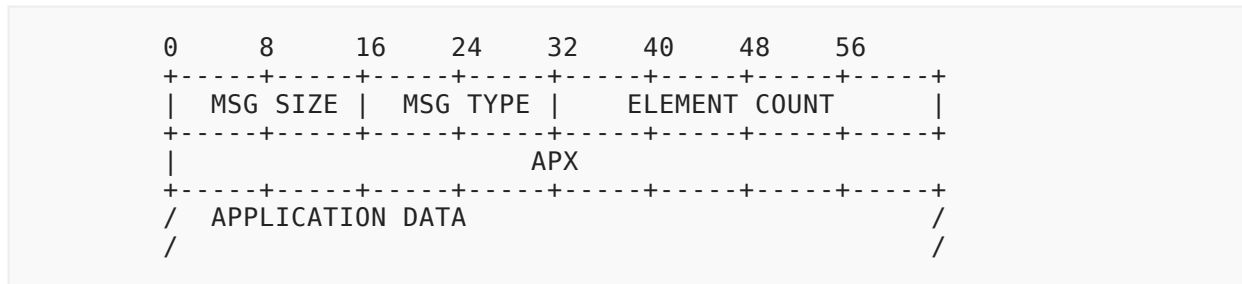 0     8     16    24    32    40    48    56
+-----+-----+-----+-----+-----+-----+-----+-----+
|  MSG SIZE |  MSG TYPE |    ELEMENT COUNT      |
+-----+-----+-----+-----+-----+-----+-----+-----+
|                      APX
+-----+-----+-----+-----+-----+-----+-----+-----+
/  APPLICATION DATA                             /
/                                               /